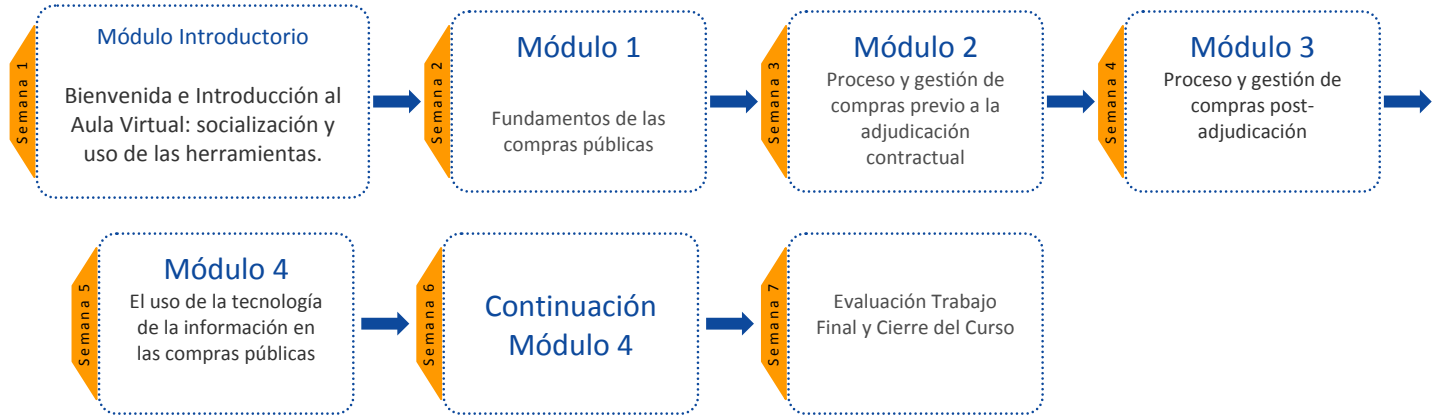 Semana 1
Módulo Introductorio
Bienvenida e Introducción al
Aula Virtual: socialización y
uso de las herramientas.
Semana 2
Módulo 1
Fundamentos de las
compras públicas
Semana 3
Módulo 2
Proceso y gestión de
compras previo a la
adjudicación
contractual
Semana 4
Módulo 3
Proceso y gestión de
compras post-
adjudicación
Semana 5
Módulo 4
El uso de la tecnología
de la información en
las compras públicas
Semana 6
Continuación
Módulo 4
Semana 7
Evaluación Trabajo
Final y Cierre del Curso